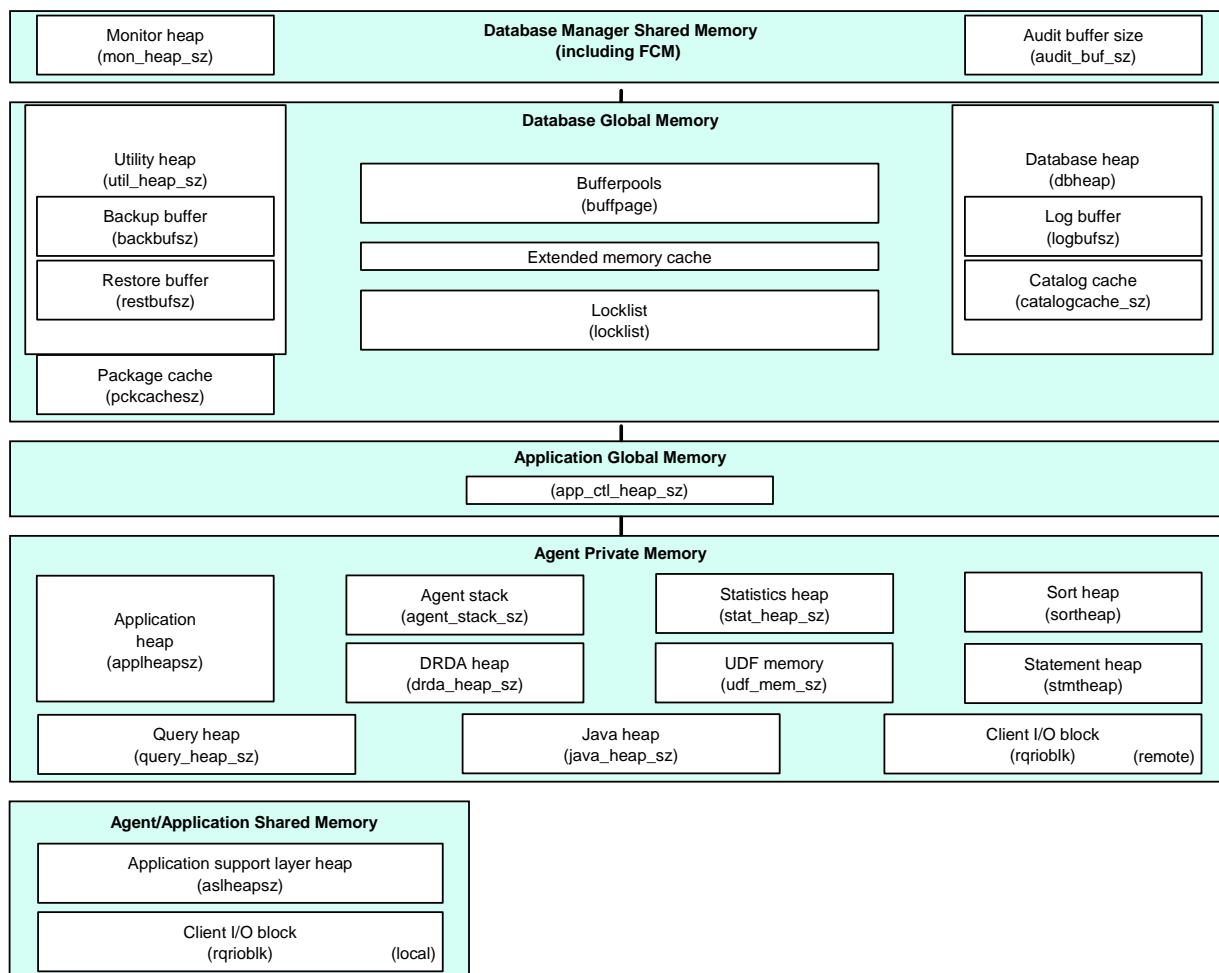 Monitor heap
(mon_heap_sz)
Database Manager Shared Memory
(including FCM)
Audit buffer size
(audit_buf_sz)
Database Global Memory
Utility heap
(util_heap_sz)
Backup buffer
(backbufsz)
Restore buffer
(restbufsz)
Package cache
(pckcachesz)
Bufferpools
(buffpage)
Extended memory cache
Locklist
(locklist)
Database heap
(dbheap)
Log buffer
(logbufsz)
Catalog cache
(catalogcache_sz)
Application Global Memory
(app_ctl_heap_sz)
Agent Private Memory
Application
heap
(applheapsz)
Agent stack
(agent_stack_sz)
Statistics heap
(stat_heap_sz)
Sort heap
(sortheap)
DRDA heap
(drda_heap_sz)
UDF memory
(udf_mem_sz)
Statement heap
(stmtheap)
Query heap
(query_heap_sz)
Java heap
(java_heap_sz)
Client I/O block
(rqrioblk) (remote)
Agent/Application Shared Memory
Application support layer heap
(aslheapsz)
Client I/O block
(rqrioblk) (local)